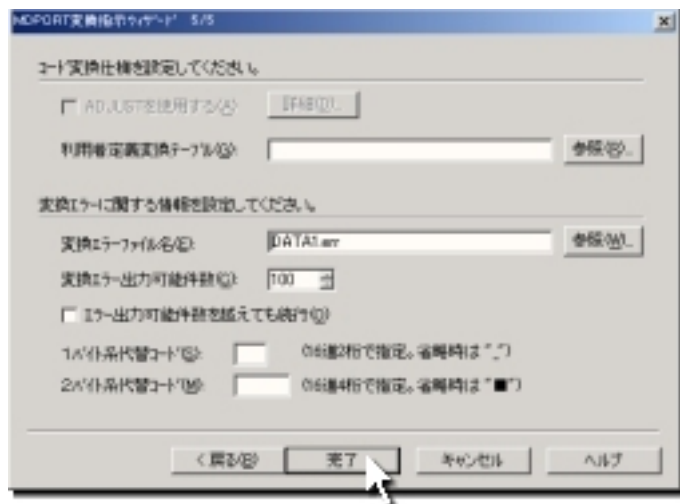 MDPORT変換指示ウィザード 5/5
コード変換仕様を設定してください。
ADJUSTを使用する(A) 詳細(D)...
利用者定義変換テーブル(G): 参照(R)...
変換エラーに関する情報を設定してください。
変換エラーファイル名(E): DATA1.err 参照(W)...
変換エラー出力可能件数(C): 100
エラー出力可能件数を越えても続行(O)
1バイト系代替コード(S): (16進2桁で指定。省略時は "_")
2バイト系代替コード(M): (16進4桁で指定。省略時は "■")
< 戻る(B) 完了 キャンセル ヘルプ